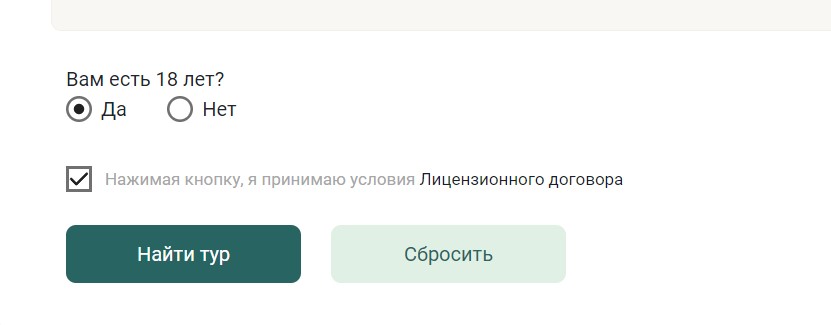 Вам есть 18 лет?
Да Нет
Нажимая кнопку, я принимаю условия Лицензионного договора
Найти тур Сбросить